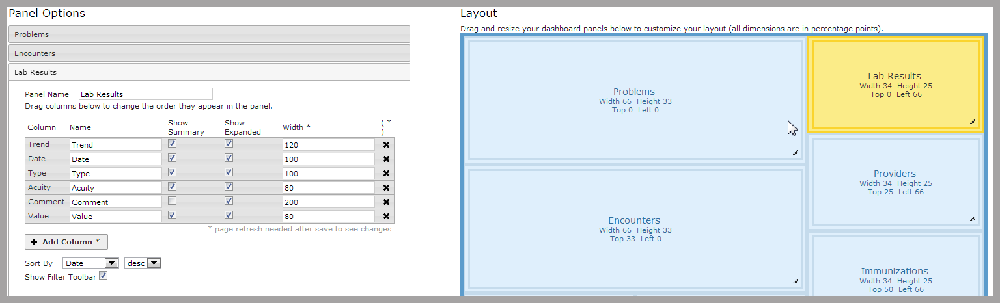 Panel Options
Problems
Encounters
Lab Results
Panel Name Lab Results
Drag columns below to change the order they appear in the panel.
Column Name Show Summary Show Expanded Width * ( * )
Trend Trend 120
Date Date 100
Type Type 100
Acuity Acuity 80
Comment Comment 200
Value Value 80
* page refresh needed after save to see changes
Add Column *
Sort By Date desc
Show Filter Toolbar
Layout
Drag and resize your dashboard panels below to customize your layout (all dimensions are in percentage points).
Problems
Width 66 Height 33
Top 0 Left 0
Encounters
Width 66 Height 33
Top 33 Left 0
Lab Results
Width 34 Height 25
Top 0 Left 66
Providers
Width 34 Height 25
Top 25 Left 66
Immunizations
Width 34 Height 25
Top 50 Left 66